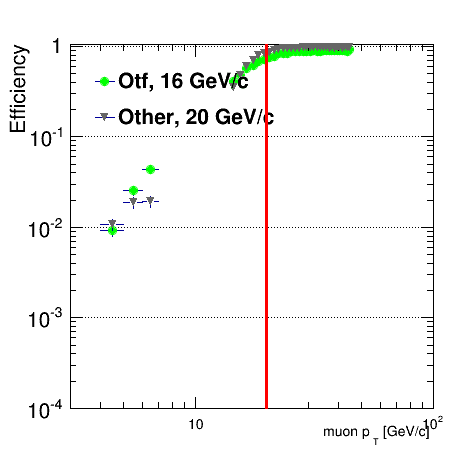 Efficiency
1
10^-1
10^-2
10^-3
10^-4
Otf, 16 GeV/c
Other, 20 GeV/c
10
10^2
muon p_T [GeV/c]